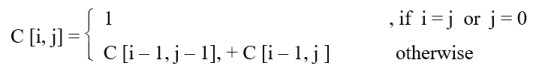 1 , if i = j or j = 0
C [i, j] =
C [i – 1, j – 1], + C [i – 1, j ] otherwise